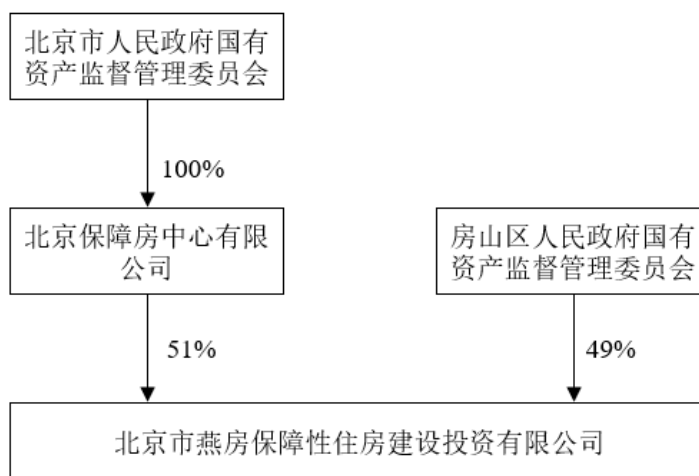 北京市人民政府国有
资产监督管理委员会
100%
北京保障房中心有限
公司
房山区人民政府国有
资产监督管理委员会
51%
49%
北京市燕房保障性住房建设投资有限公司